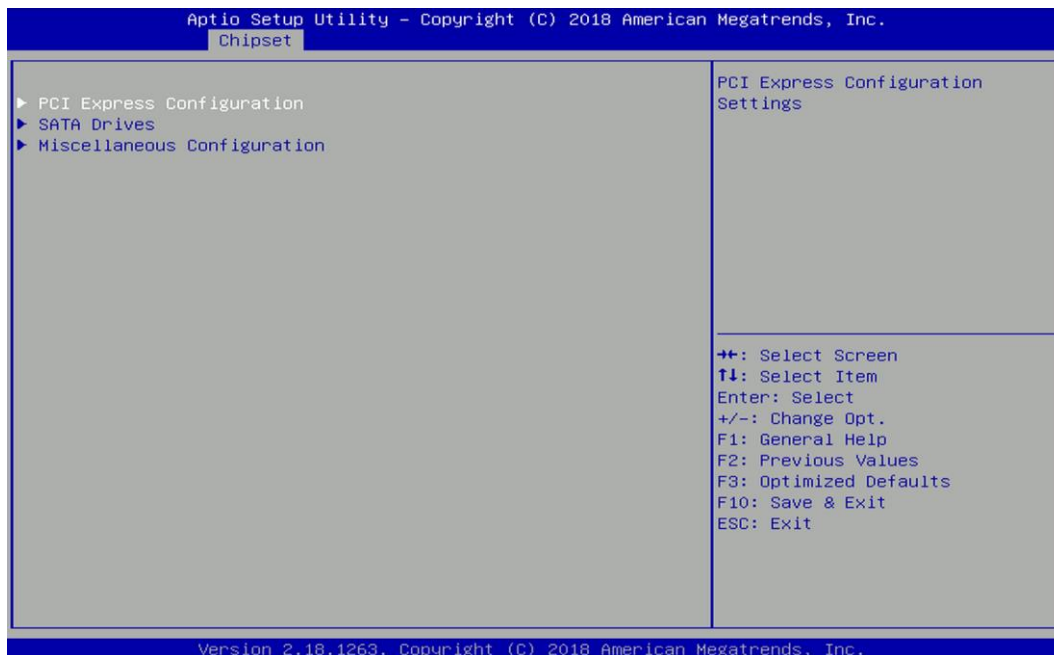 Aptio Setup Utility – Copyright (C) 2018 American Megatrends, Inc.
Chipset
▶ PCI Express Configuration
▶ SATA Drives
▶ Miscellaneous Configuration
PCI Express Configuration
Settings
→←: Select Screen
↑↓: Select Item
Enter: Select
+/-: Change Opt.
F1: General Help
F2: Previous Values
F3: Optimized Defaults
F10: Save & Exit
ESC: Exit
Version 2.18.1263. Copyright (C) 2018 American Megatrends, Inc.